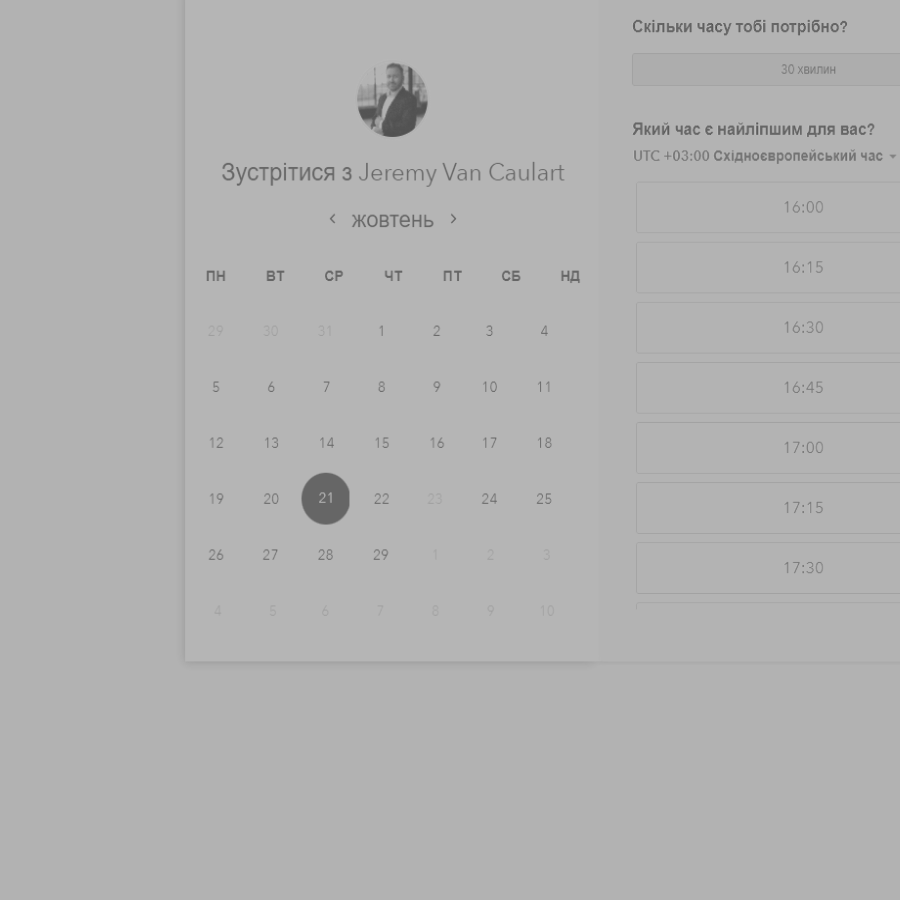 Зустрітися з Jeremy Van Caulart
жовтень
ПН ВТ СР ЧТ ПТ СБ НД
29 30 31 1 2 3 4
5 6 7 8 9 10 11
12 13 14 15 16 17 18
19 20 21 22 23 24 25
26 27 28 29 1 2 3
4 5 6 7 8 9 10
Скільки часу тобі потрібно?
30 хвилин
Який час є найліпшим для вас?
UTC +03:00 Східноєвропейський час
16:00
16:15
16:30
16:45
17:00
17:15
17:30